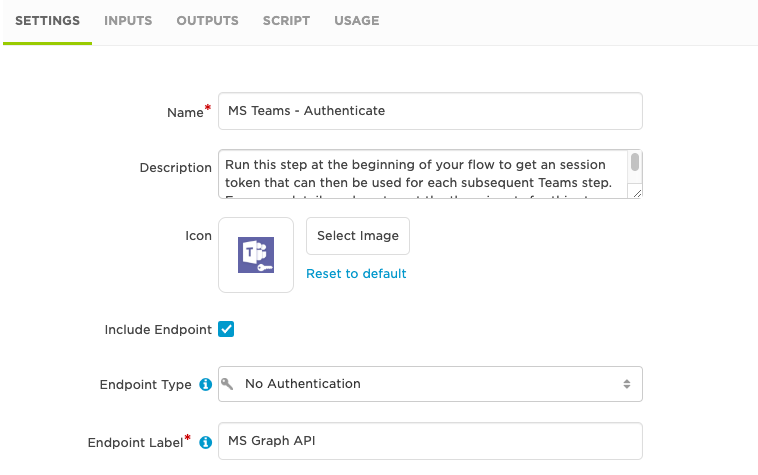 SETTINGS INPUTS OUTPUTS SCRIPT USAGE
Name* MS Teams - Authenticate
Description Run this step at the beginning of your flow to get an session
token that can then be used for each subsequent Teams step.
Icon T Select Image
Reset to default
Include Endpoint
Endpoint Type i No Authentication
Endpoint Label* i MS Graph API